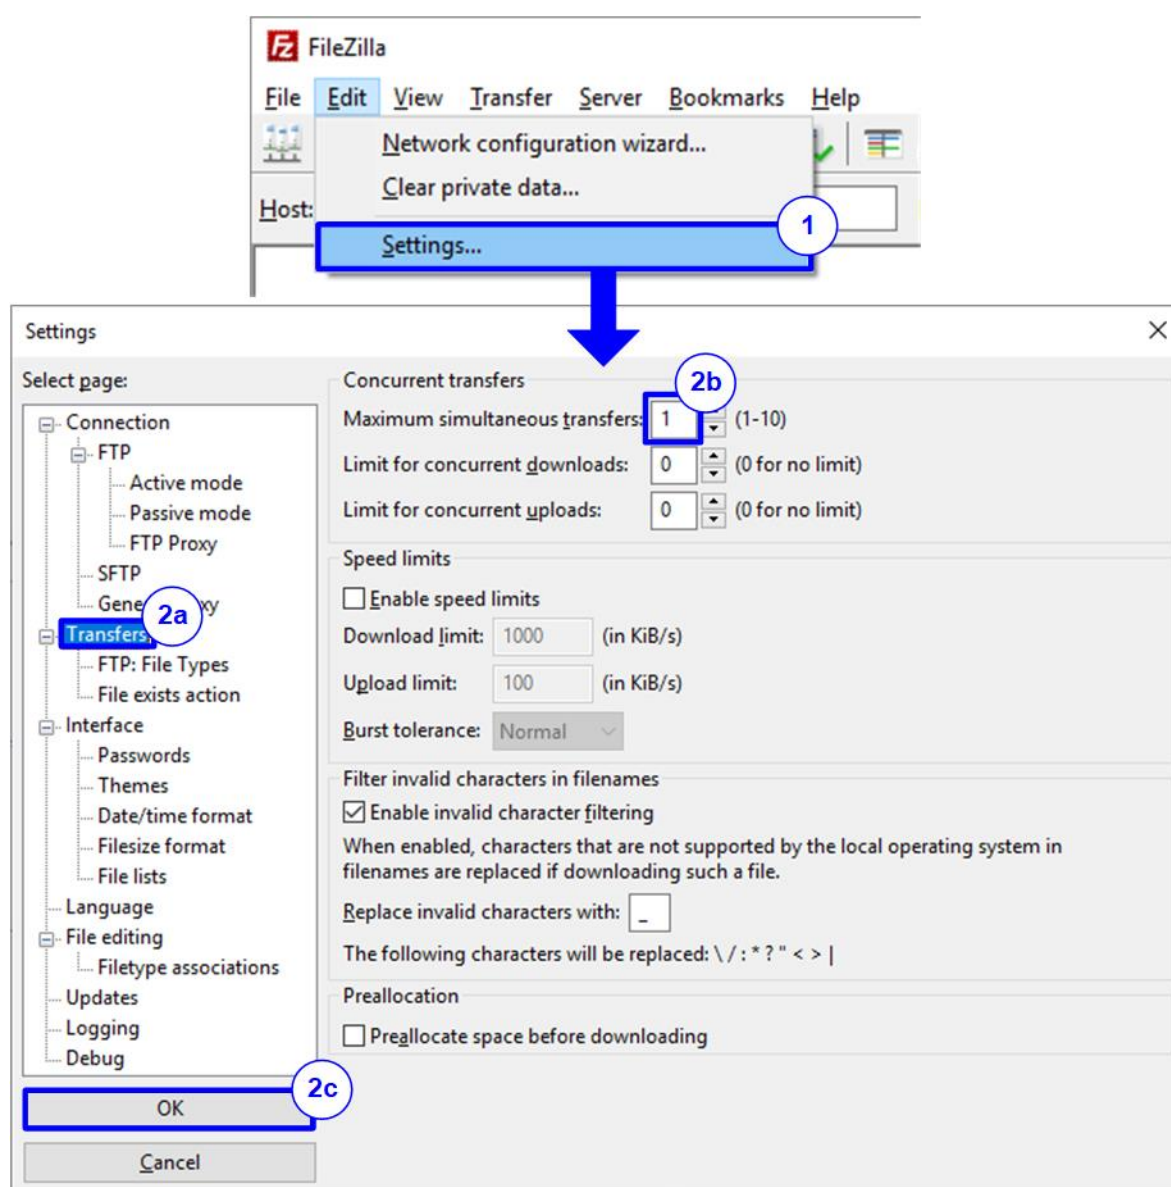 FileZilla
File Edit View Transfer Server Bookmarks Help
Network configuration wizard...
Clear private data...
Host:
1
Settings...
Settings
Select page:
Connection
FTP
Active mode
Passive mode
FTP Proxy
SFTP
Gene xy
2a
Transfers
FTP: File Types
File exists action
Interface
Passwords
Themes
Date/time format
Filesize format
File lists
Language
File editing
Filetype associations
Updates
Logging
Debug
OK
2c
Cancel
Concurrent transfers
2b
Maximum simultaneous transfers: 1 (1-10)
Limit for concurrent downloads: 0 (0 for no limit)
Limit for concurrent uploads: 0 (0 for no limit)
Speed limits
Enable speed limits
Download limit: 1000 (in KiB/s)
Upload limit: 100 (in KiB/s)
Burst tolerance: Normal
Filter invalid characters in filenames
Enable invalid character filtering
When enabled, characters that are not supported by the local operating system in
filenames are replaced if downloading such a file.
Replace invalid characters with: _
The following characters will be replaced: \ / : * ? " < > |
Preallocation
Preallocate space before downloading